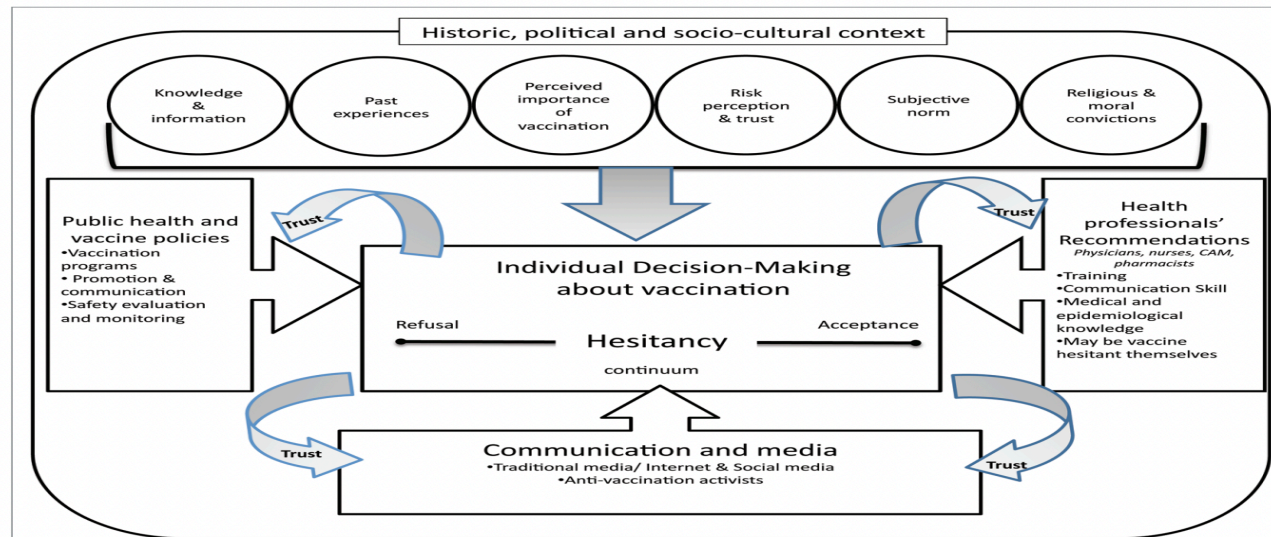 Historic, political and socio-cultural context
Knowledge
&
information
Past
experiences
Perceived
importance
of
vaccination
Risk
perception
& trust
Subjective
norm
Religious &
moral
convictions
Public health and
vaccine policies
•Vaccination
programs
• Promotion &
communication
•Safety evaluation
and monitoring
Trust
Trust
Health
professionals’
Recommendations
Physicians, nurses, CAM,
pharmacists
•Training
•Communication Skill
•Medical and
epidemiological
knowledge
•May be vaccine
hesitant themselves
Individual Decision-Making
about vaccination
Refusal
Acceptance
Hesitancy
continuum
Trust
Trust
Communication and media
•Traditional media/ Internet & Social media
•Anti-vaccination activists